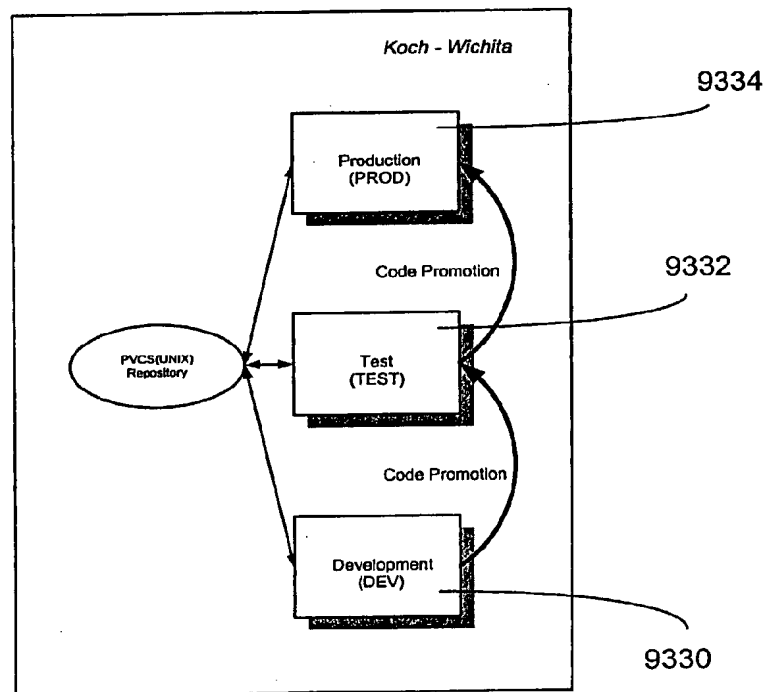 Koch - Wichita
9334
Production
(PROD)
Code Promotion
9332
PVCS(UNIX)
Repository
Test
(TEST)
Code Promotion
Development
(DEV)
9330